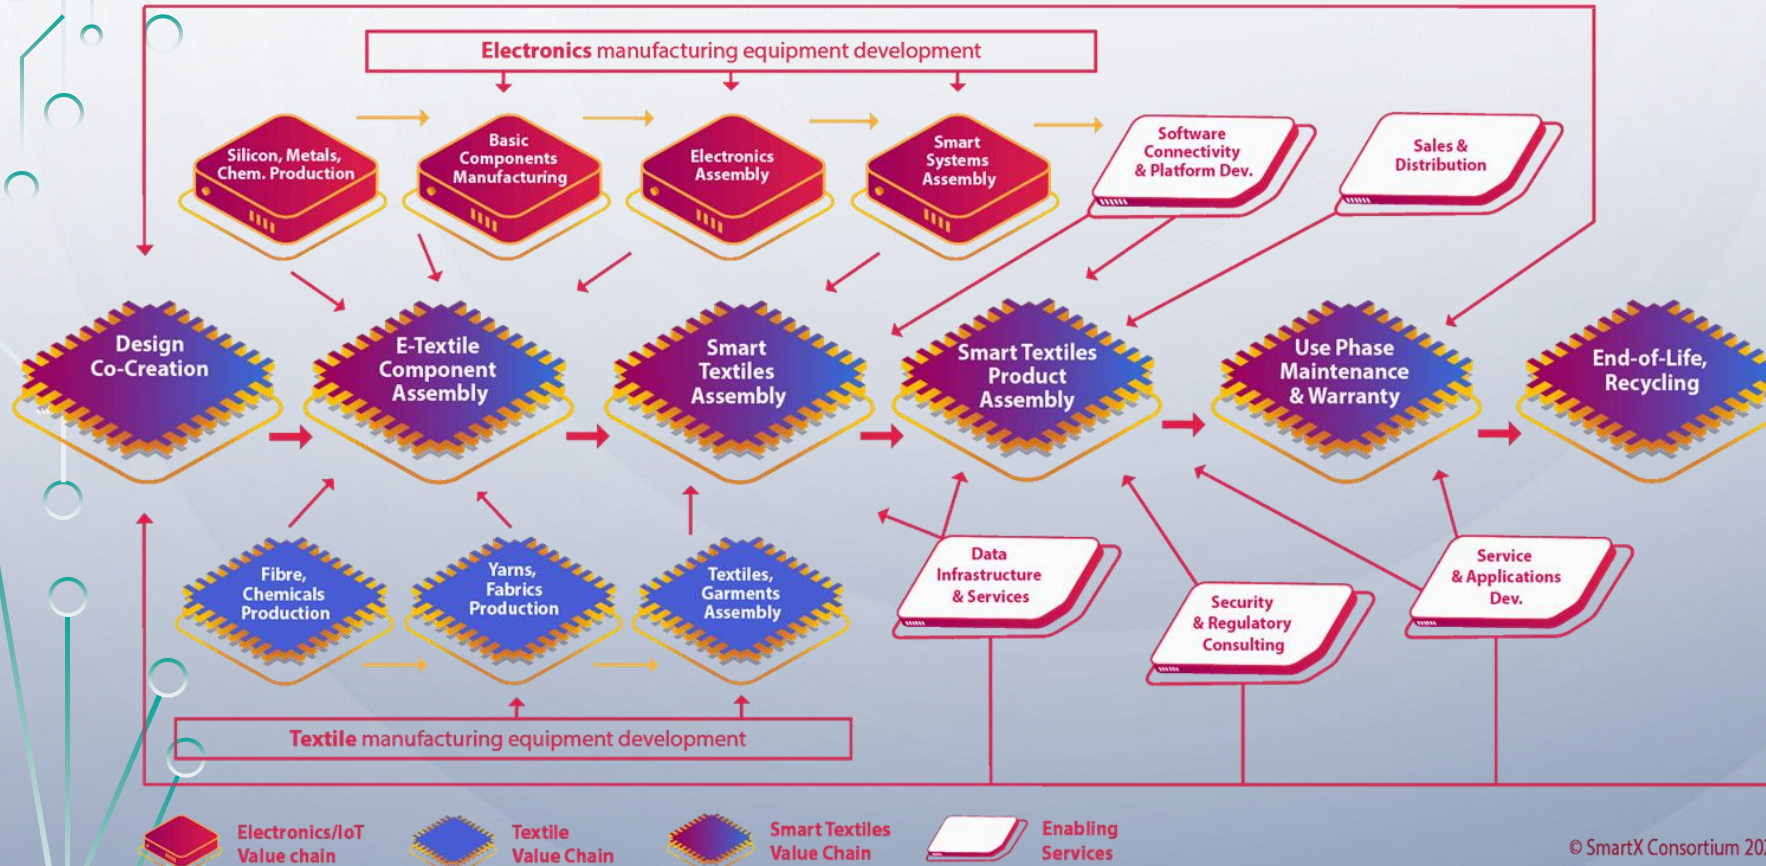 Electronics manufacturing equipment development
Silicon, Metals,
Chem. Production
Basic
Components
Manufacturing
Electronics
Assembly
Smart
Systems
Assembly
Software
Connectivity
& Platform Dev.
Sales &
Distribution
Design
Co-Creation
E-Textile
Component
Assembly
Smart
Textiles
Assembly
Smart Textiles
Product
Assembly
Use Phase
Maintenance
& Warranty
End-of-Life,
Recycling
Fibre,
Chemicals
Production
Yarns,
Fabrics
Production
Textiles,
Garments
Assembly
Data
Infrastructure
& Services
Security
& Regulatory
Consulting
Service
& Applications
Dev.
Textile manufacturing equipment development
Electronics/IoT
Value chain
Textile
Value Chain
Smart Textiles
Value Chain
Enabling
Services
© SmartX Consortium